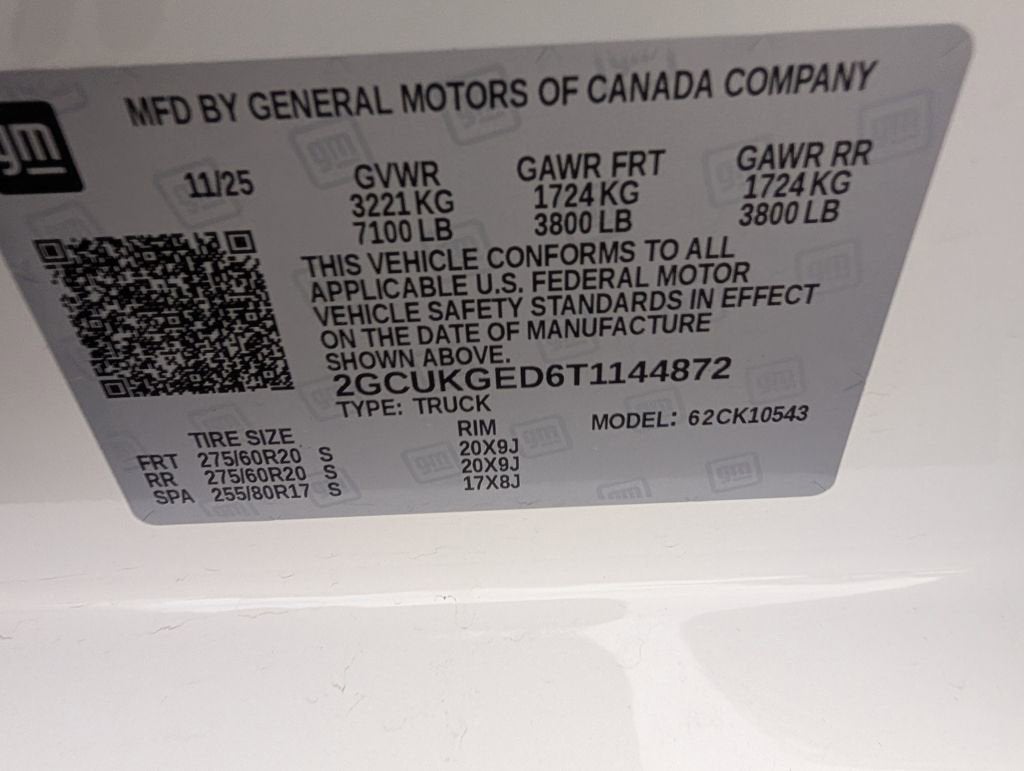 gm
MFD BY GENERAL MOTORS OF CANADA COMPANY
11/25 GVWR GAWR FRT GAWR RR
3221 KG 1724 KG 1724 KG
7100 LB 3800 LB 3800 LB
THIS VEHICLE CONFORMS TO ALL
APPLICABLE U.S. FEDERAL MOTOR
VEHICLE SAFETY STANDARDS IN EFFECT
ON THE DATE OF MANUFACTURE
SHOWN ABOVE.
2GCUKGED6T1144872
TYPE: TRUCK MODEL: 62CK10543
TIRE SIZE RIM
FRT 275/60R20 S 20X9J
RR 275/60R20 S 20X9J
SPA 255/80R17 S 17X8J